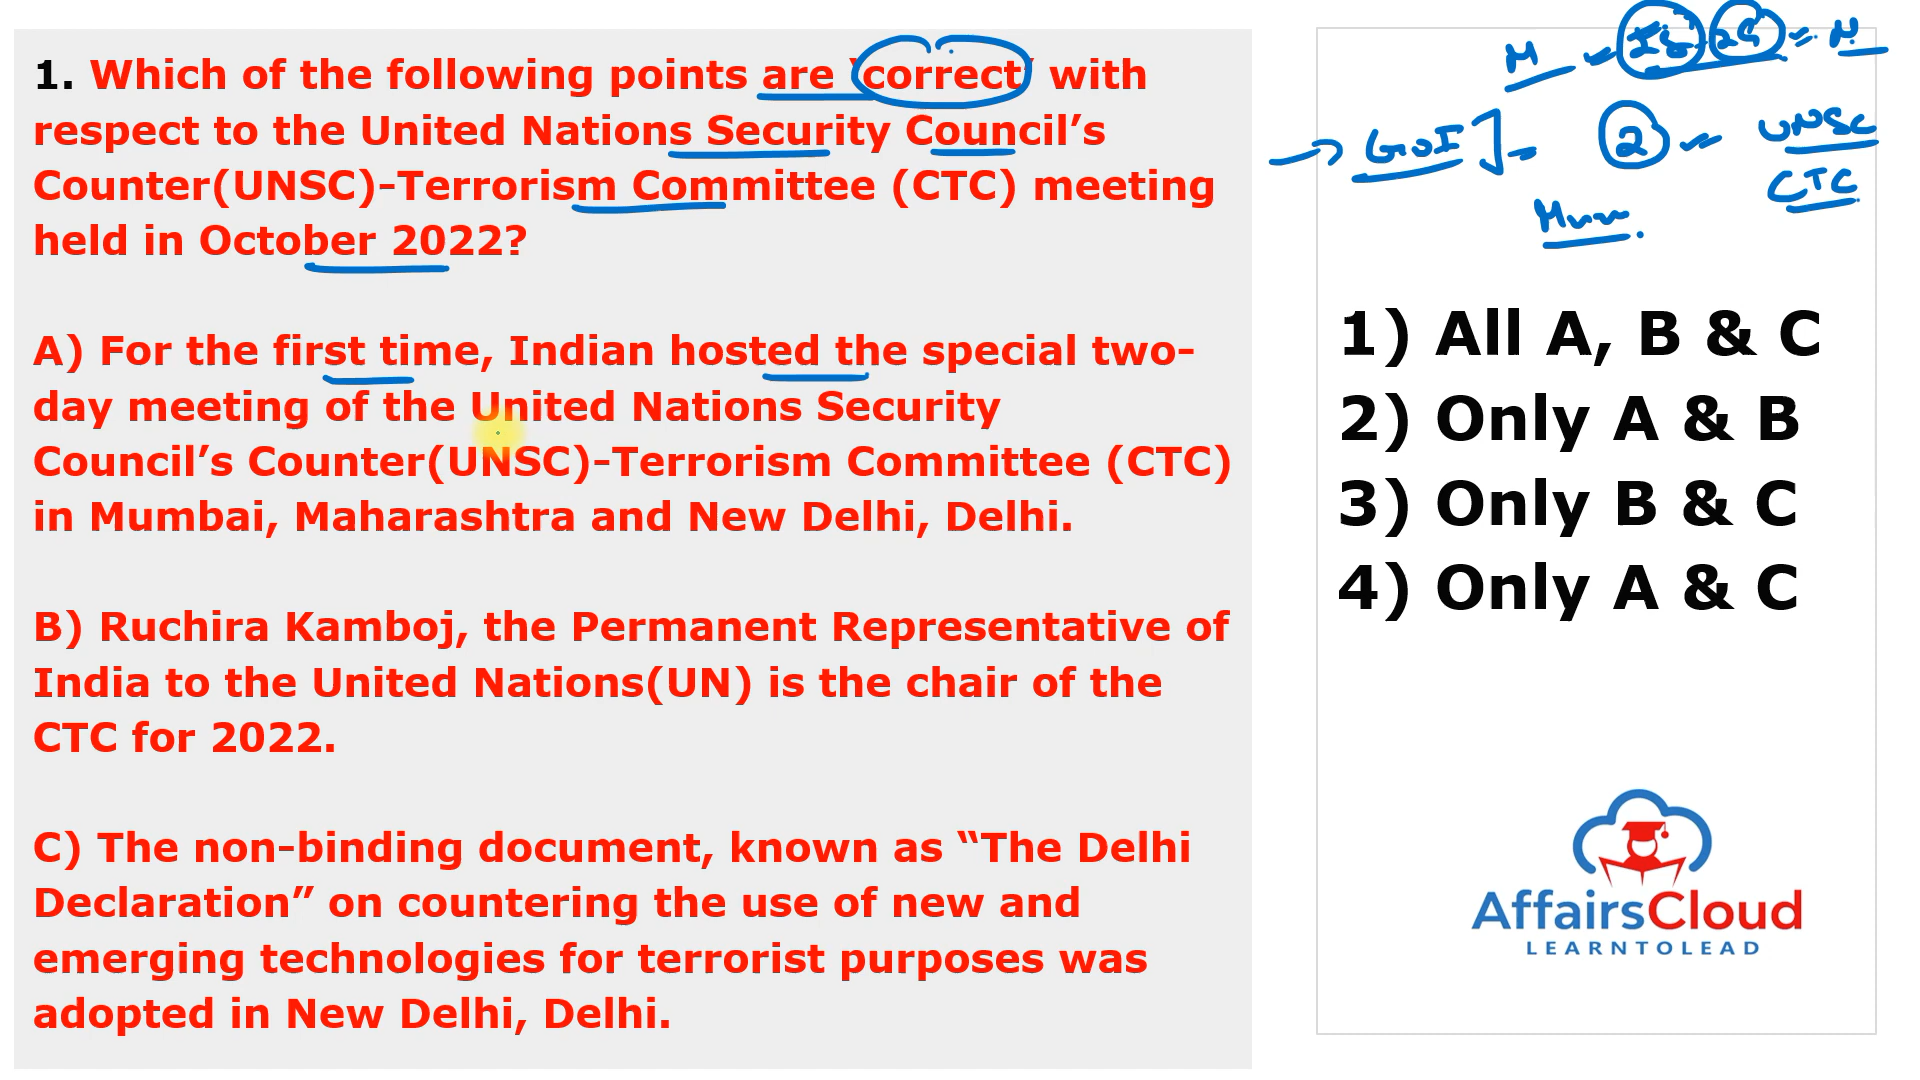 1. Which of the following points are 'correct' with
respect to the United Nations Security Council’s
Counter(UNSC)-Terrorism Committee (CTC) meeting
held in October 2022?
A) For the first time, Indian hosted the special two-
day meeting of the United Nations Security
Council’s Counter(UNSC)-Terrorism Committee (CTC)
in Mumbai, Maharashtra and New Delhi, Delhi.
B) Ruchira Kamboj, the Permanent Representative of
India to the United Nations(UN) is the chair of the
CTC for 2022.
C) The non-binding document, known as “The Delhi
Declaration” on countering the use of new and
emerging technologies for terrorist purposes was
adopted in New Delhi, Delhi.
M
GoI
2
UNSC
CTC
1) All A, B & C
2) Only A & B
3) Only B & C
4) Only A & C
AffairsCloud
LEARNTOLEAD